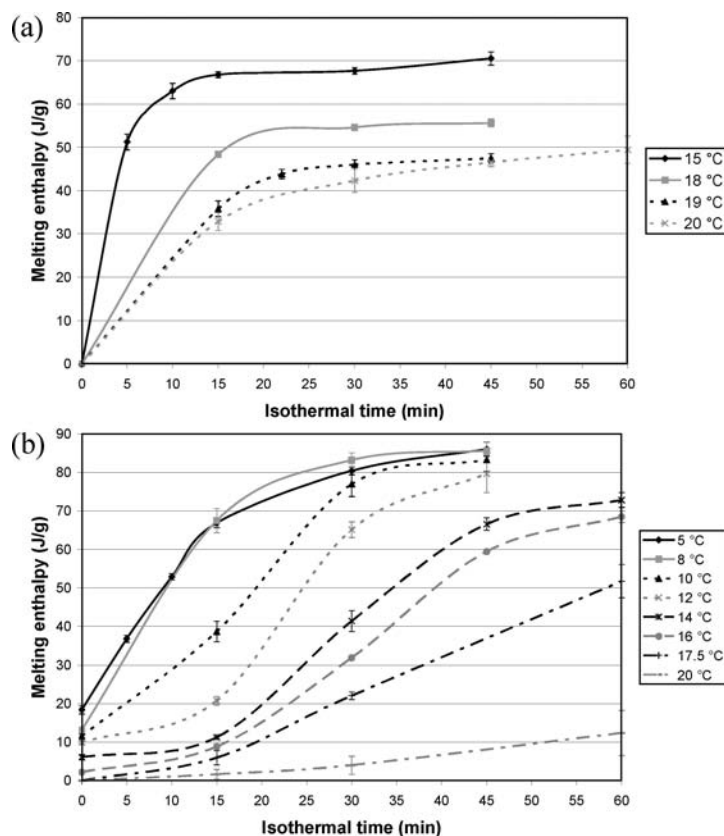 (a)
80
70
60
50
40
30
20
10
0
Melting enthalpy (J/g)
0 5 10 15 20 25 30 35 40 45 50 55 60
Isothermal time (min)
15 °C
18 °C
19 °C
20 °C
(b)
90
80
70
60
50
40
30
20
10
0
Melting enthalpy (J/g)
0 5 10 15 20 25 30 35 40 45 50 55 60
Isothermal time (min)
5 °C
8 °C
10 °C
12 °C
14 °C
16 °C
17.5 °C
20 °C